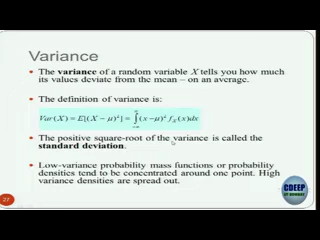 Variance
• The variance of a random variable X tells you how much
its values deviate from the mean – on an average.
• The definition of variance is:
Var(X) = E[(X − μ)²] = ∫_{−∞}^{∞} (x−μ)² f_X(x)dx
• The positive square-root of the variance is called the
standard deviation.
• Low-variance probability mass functions or probability
densities tend to be concentrated around one point. High
variance densities are spread out.
27
CDEEP
IIT BOMBAY